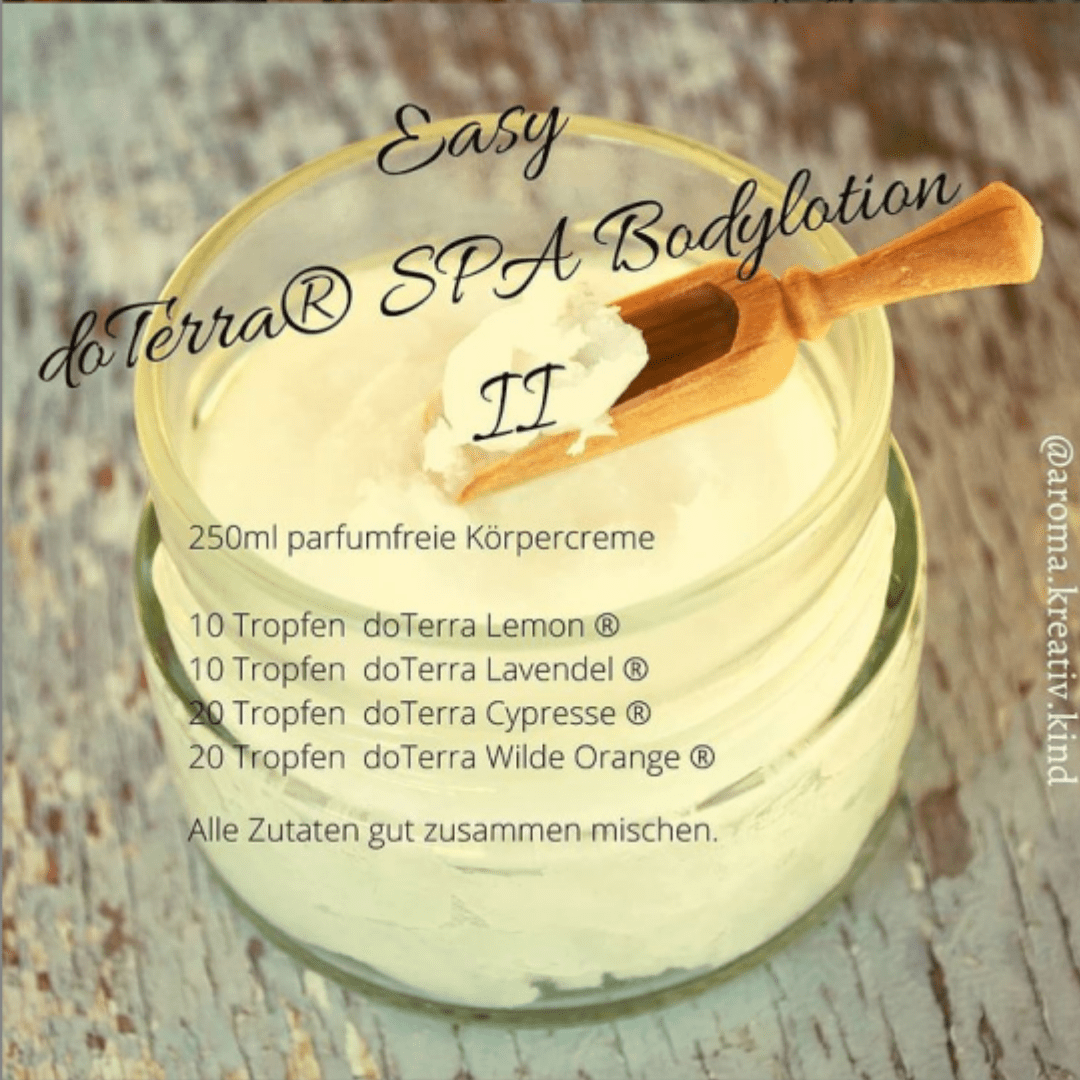 Easy
doTerra® SPA Bodylotion
II
250ml parfumfreie Körpercreme
10 Tropfen doTerra Lemon ®
10 Tropfen doTerra Lavendel ®
20 Tropfen doTerra Cypresse ®
20 Tropfen doTerra Wilde Orange ®
Alle Zutaten gut zusammen mischen.
@aroma.kreativ.kind